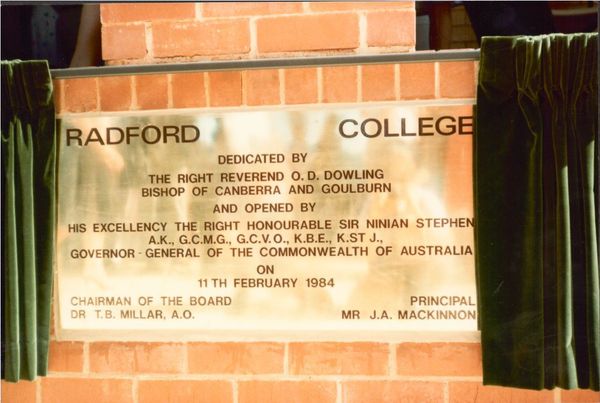 RADFORD COLLEGE
DEDICATED BY
THE RIGHT REVEREND O. D. DOWLING
BISHOP OF CANBERRA AND GOULBURN
AND OPENED BY
HIS EXCELLENCY THE RIGHT HONOURABLE SIR NINIAN STEPHEN
A.K., G.C.M.G., G.C.V.O., K.B.E., K.ST J.,
GOVERNOR-GENERAL OF THE COMMONWEALTH OF AUSTRALIA
ON
11TH FEBRUARY 1984
CHAIRMAN OF THE BOARD PRINCIPAL
DR T.B. MILLAR, A.O. MR J.A. MACKINNON